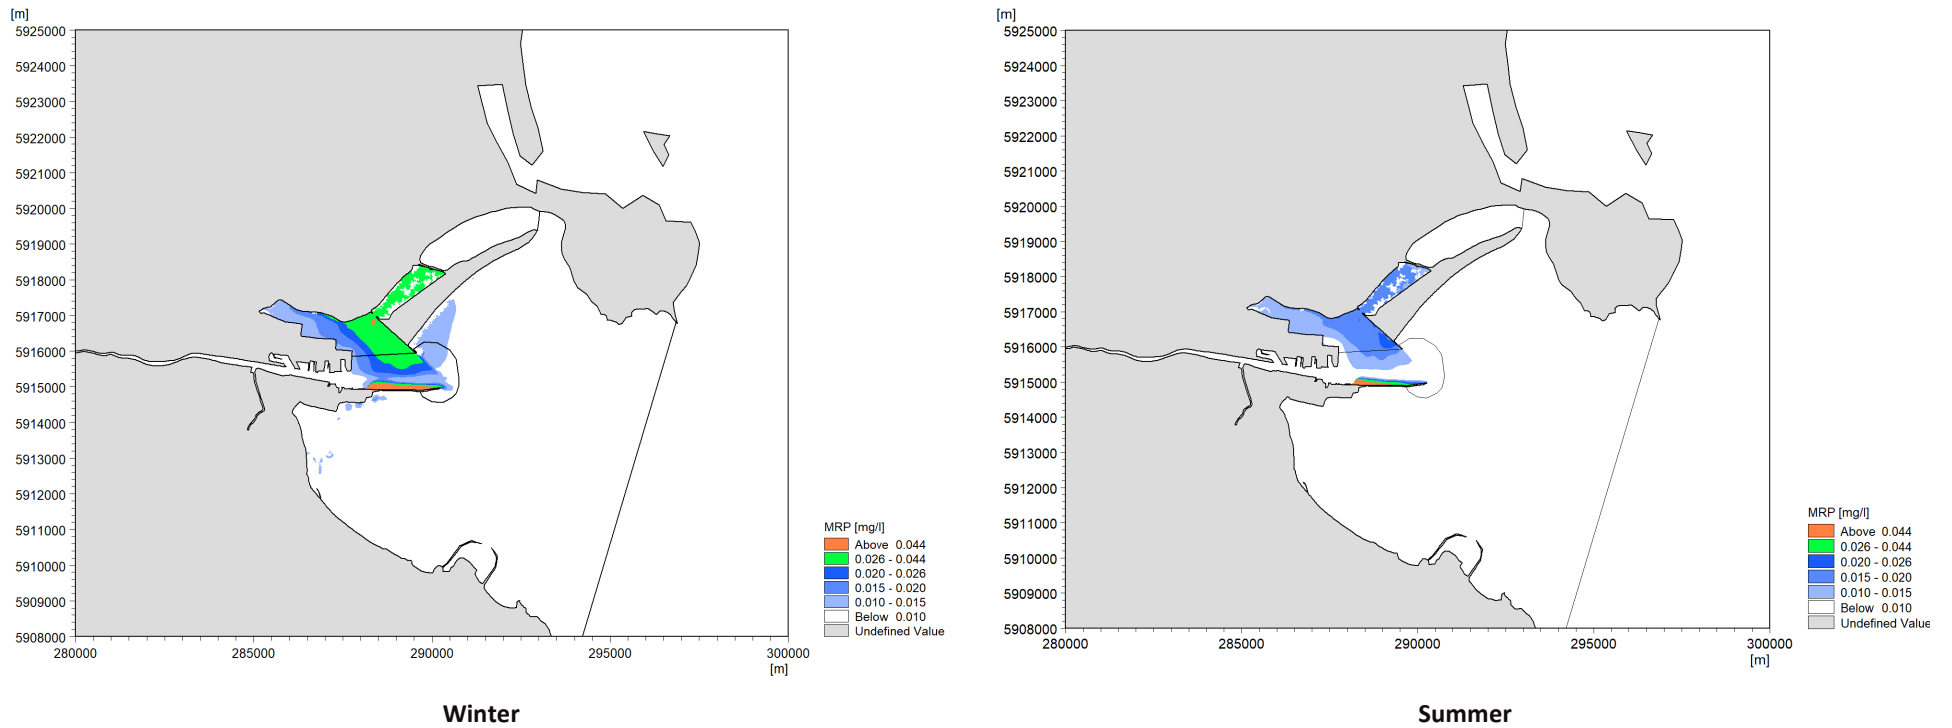 [m]
5925000
5924000
5923000
5922000
5921000
5920000
5919000
5918000
5917000
5916000
5915000
5914000
5913000
5912000
5911000
5910000
5909000
5908000
280000 285000 290000 295000 300000
[m]
MRP [mg/l]
Above 0.044
0.026 - 0.044
0.020 - 0.026
0.015 - 0.020
0.010 - 0.015
Below 0.010
Undefined Value
Winter
[m]
5925000
5924000
5923000
5922000
5921000
5920000
5919000
5918000
5917000
5916000
5915000
5914000
5913000
5912000
5911000
5910000
5909000
5908000
280000 285000 290000 295000 300000
[m]
MRP [mg/l]
Above 0.044
0.026 - 0.044
0.020 - 0.026
0.015 - 0.020
0.010 - 0.015
Below 0.010
Undefined Value
Summer